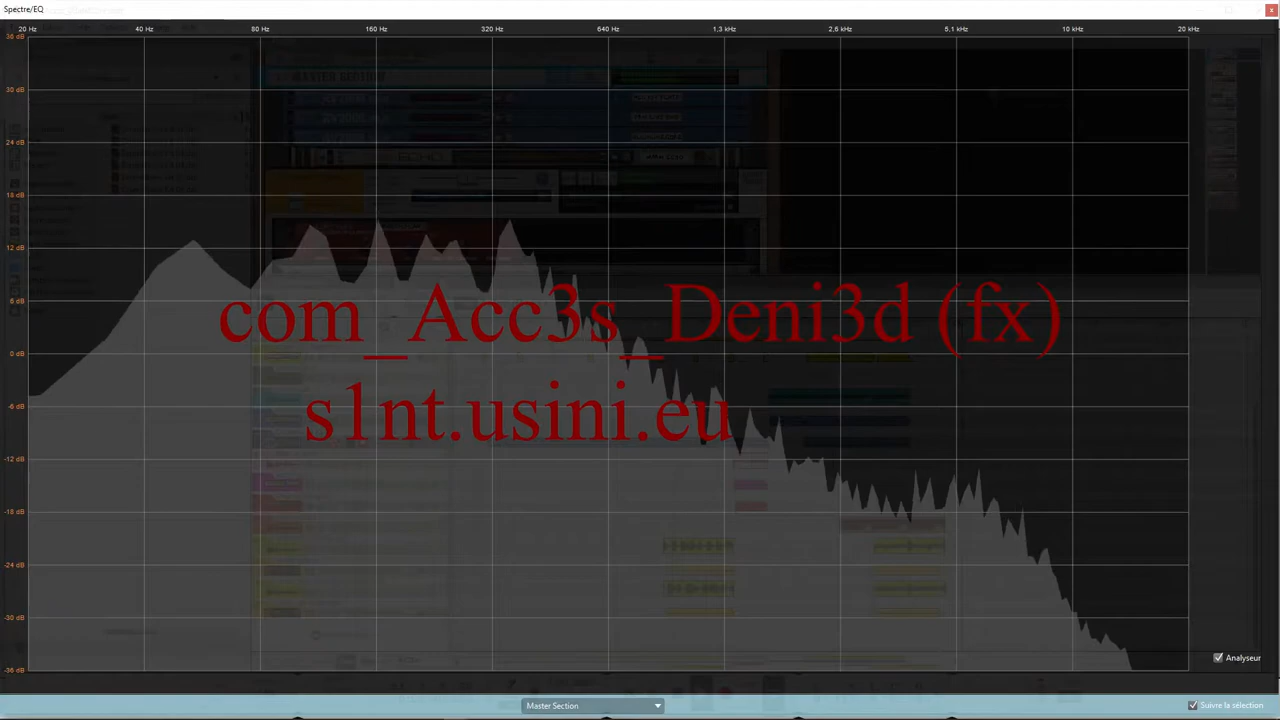 Spectre/EQ
20 Hz 40 Hz 80 Hz 160 Hz 320 Hz 640 Hz 1,3 kHz 2,6 kHz 5,1 kHz 10 kHz 20 kHz
36 dB
30 dB
24 dB
18 dB
12 dB
6 dB
com_Acc3s_Deni3d (fx)
0 dB
-6 dB
s1nt.usini.eu
-12 dB
-18 dB
-24 dB
-30 dB
Analyseur
-36 dB
Master Section
Suivre la sélection